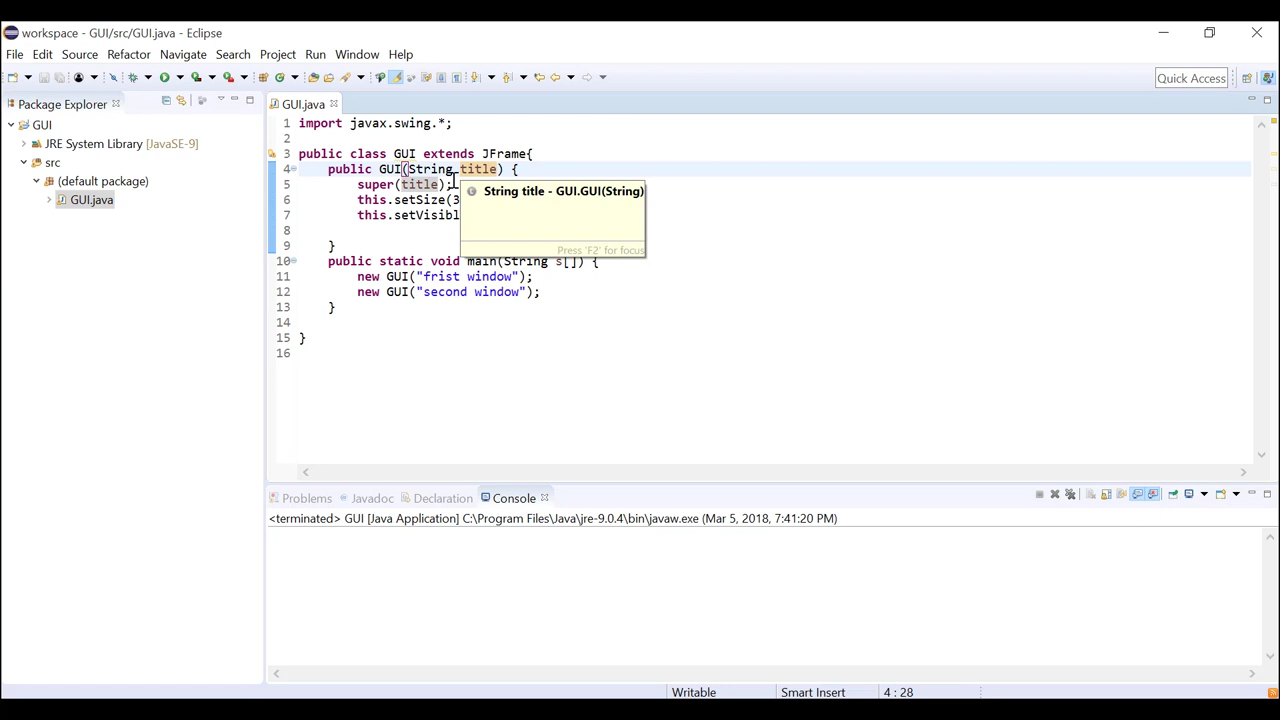 workspace - GUI/src/GUI.java - Eclipse
File Edit Source Refactor Navigate Search Project Run Window Help
Quick Access
Package Explorer
GUI.java
GUI
JRE System Library [JavaSE-9]
src
(default package)
GUI.java
1 import javax.swing.*;
2
3 public class GUI extends JFrame{
4 public GUI(String title) {
5 super(title);
6 this.setSize(3
7 this.setVisibl
8
9 }
10 public static void main(String s[]) {
11 new GUI("frist window");
12 new GUI("second window");
13 }
14
15 }
16
String title - GUI.GUI(String)
Press 'F2' for focus
Problems Javadoc Declaration Console
<terminated> GUI [Java Application] C:\Program Files\Java\jre-9.0.4\bin\javaw.exe (Mar 5, 2018, 7:41:20 PM)
Writable Smart Insert 4 : 28